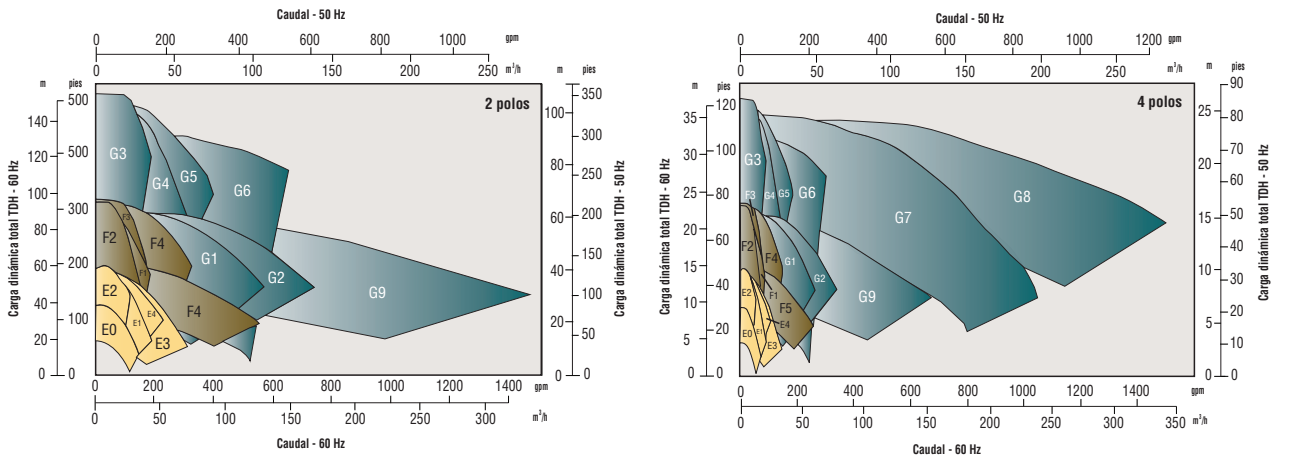 Caudal - 50 Hz
0 200 400 600 800 1000 gpm
0 50 100 150 200 250 m³/h
m pies
m pies
2 polos
Carga dinámica total TDH - 60 Hz
140 120 100 80 60 40 20 0
500 500 300 200 100 0
G3 G4 G5 G6
F2 F3 F4 F1 G1 G2 G9
E2 E1 E4 F4
E0 E3
100 80 60 40 20 0
350 300 250 200 150 100 50 0
Carga dinámica total TDH - 50 Hz
0 200 400 600 800 1000 1200 1400 gpm
0 50 100 150 200 250 300 m³/h
Caudal - 60 Hz
Caudal - 50 Hz
0 200 400 600 800 1000 1200 gpm
0 50 100 150 200 250 m³/h
m pies
m pies
4 polos
Carga dinámica total TDH - 60 Hz
35 30 25 20 15 10 5 0
120 100 80 60 40 20 0
G3 F3 G4 G5 G6 G7 G8
F2 F4 G1 G2 G9
E2 F1 F5
E0 E1 E4 E3
25 20 15 10 5 0
90 80 70 60 50 40 30 20 10 0
Carga dinámica total TDH - 50 Hz
0 200 400 600 800 1000 1200 1400 gpm
0 50 100 150 200 250 300 350 m³/h
Caudal - 60 Hz